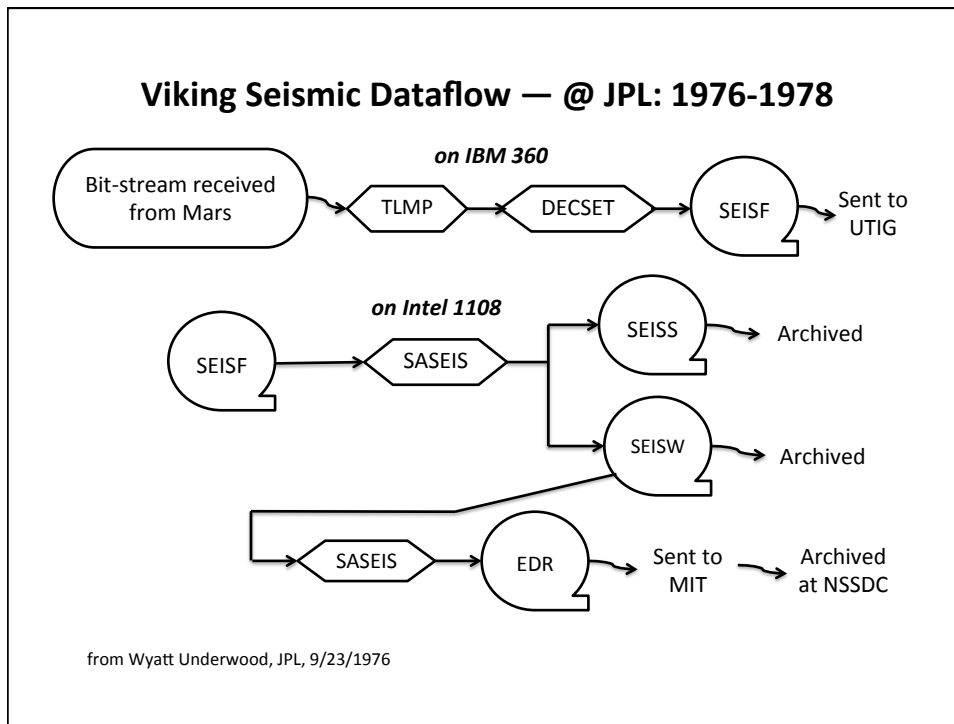 Viking Seismic Dataflow — @ JPL: 1976-1978
on IBM 360
Bit-stream received
from Mars
TLMP
DECSET
SEISF
Sent to
UTIG
on Intel 1108
SEISF
SASEIS
SEISS
Archived
SEISW
Archived
SASEIS
EDR
Sent to
MIT
Archived
at NSSDC
from Wyatt Underwood, JPL, 9/23/1976